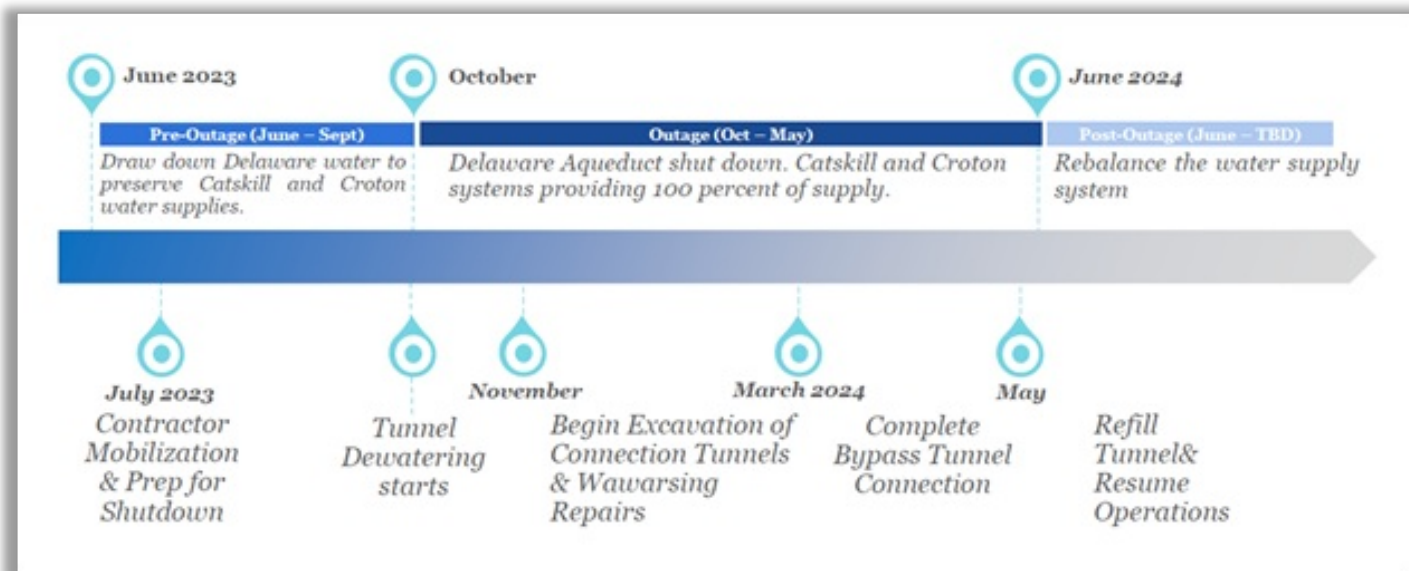 June 2023
October
June 2024
Pre-Outage (June – Sept)
Outage (Oct – May)
Post-Outage (June – TBD)
Draw down Delaware water to
preserve Catskill and Croton
water supplies.
Delaware Aqueduct shut down. Catskill and Croton
systems providing 100 percent of supply.
Rebalance the water supply
system
July 2023
Contractor
Mobilization
& Prep for
Shutdown
Tunnel
Dewatering
starts
November
Begin Excavation of
Connection Tunnels
& Wawarsing
Repairs
March 2024
Complete
Bypass Tunnel
Connection
May
Refill
Tunnel&
Resume
Operations